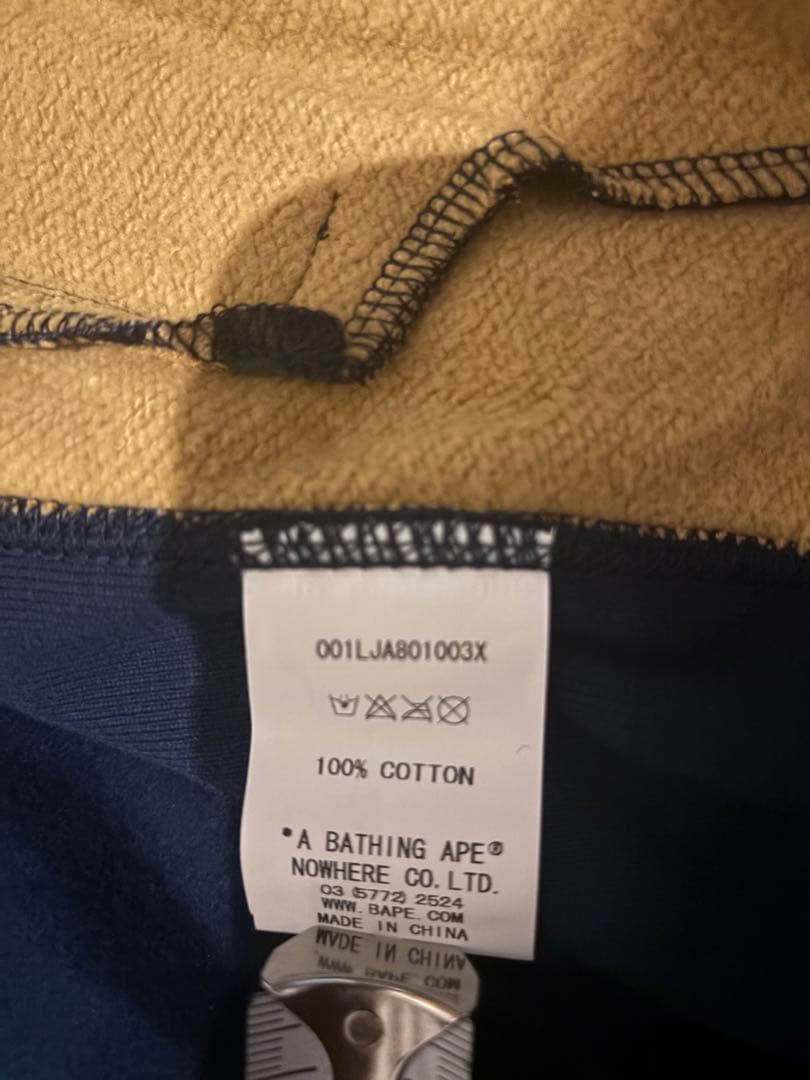 001LJA801003X
100% COTTON
*A BATHING APE®
NOWHERE CO.LTD.
03 (5772) 2524
WWW. BAPE. COM
MADE IN CHINA